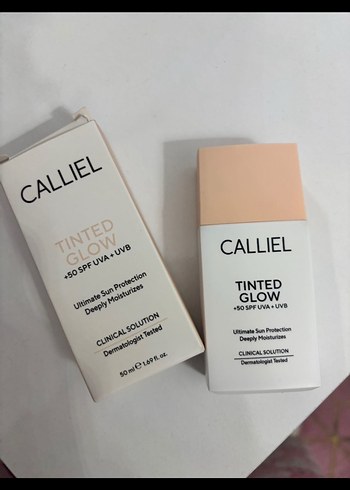 CALLIEL
TINTED
GLOW
+50 SPF UVA + UVB
Ultimate Sun Protection
Deeply Moisturizes
CLINICAL SOLUTION
Dermatologist Tested
50 ml ℮ 1.69 fl. oz.
CALLIEL
TINTED
GLOW
+50 SPF UVA + UVB
Ultimate Sun Protection
Deeply Moisturizes
CLINICAL SOLUTION
Dermatologist Tested